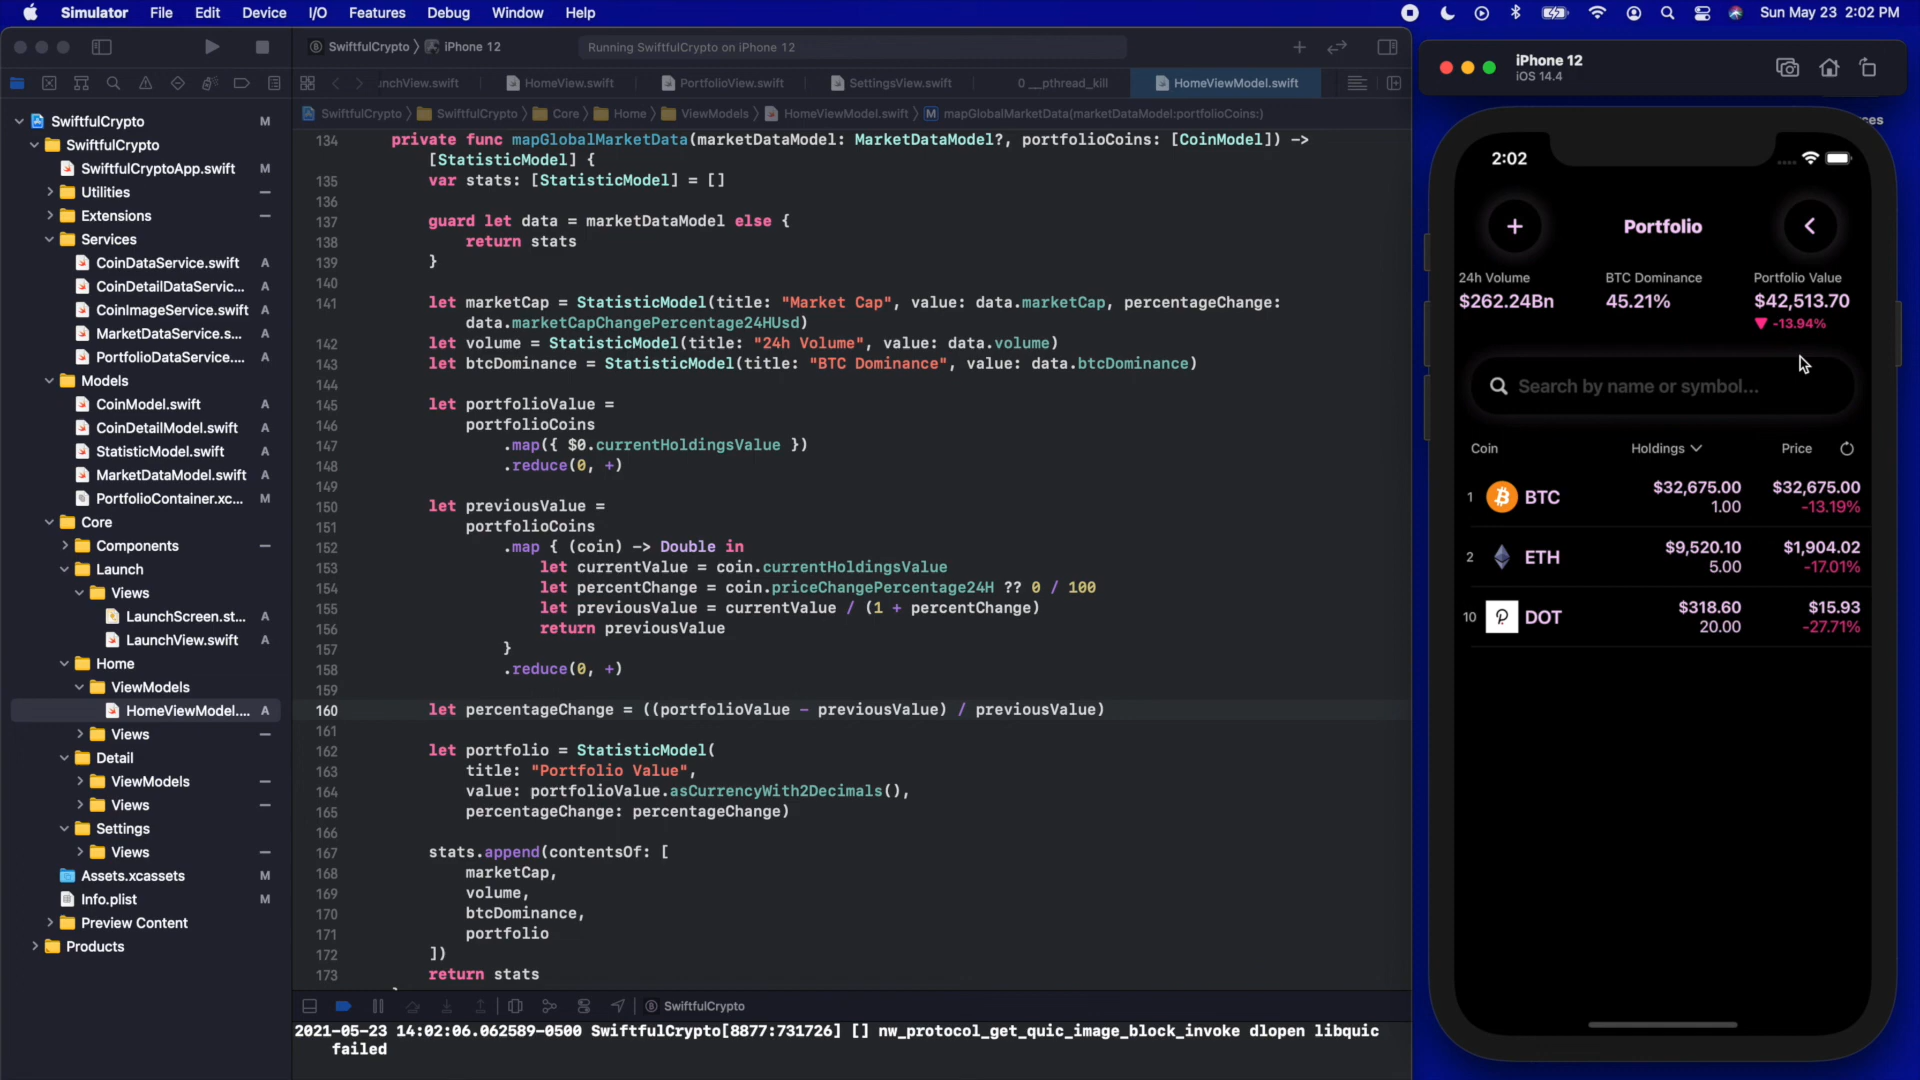 Simulator File Edit Device I/O Features Debug Window Help
Sun May 23 2:02 PM
SwiftfulCrypto iPhone 12
Running SwiftfulCrypto on iPhone 12
unchView.swift HomeView.swift PortfolioView.swift SettingsView.swift 0 __pthread_kill HomeViewModel.swift
SwiftfulCrypto SwiftfulCrypto Core Home ViewModels HomeViewModel.swift M mapGlobalMarketData(marketDataModel:portfolioCoins:)
SwiftfulCrypto M
SwiftfulCrypto
SwiftfulCryptoApp.swift M
Utilities
Extensions
Services
CoinDataService.swift A
CoinDetailDataServic... A
CoinImageService.swift A
MarketDataService.s... A
PortfolioDataService.... A
Models
CoinModel.swift A
CoinDetailModel.swift A
StatisticModel.swift A
MarketDataModel.swift A
PortfolioContainer.xc... M
Core
Components
Launch
Views
LaunchScreen.st... A
LaunchView.swift A
Home
ViewModels
HomeViewModel.... A
Views
Detail
ViewModels
Views
Settings
Views
Assets.xcassets M
Info.plist M
Preview Content
Products
134 private func mapGlobalMarketData(marketDataModel: MarketDataModel?, portfolioCoins: [CoinModel]) ->
[StatisticModel] {
135 var stats: [StatisticModel] = []
136
137 guard let data = marketDataModel else {
138 return stats
139 }
140
141 let marketCap = StatisticModel(title: "Market Cap", value: data.marketCap, percentageChange:
data.marketCapChangePercentage24HUsd)
142 let volume = StatisticModel(title: "24h Volume", value: data.volume)
143 let btcDominance = StatisticModel(title: "BTC Dominance", value: data.btcDominance)
144
145 let portfolioValue =
146 portfolioCoins
147 .map({ $0.currentHoldingsValue })
148 .reduce(0, +)
149
150 let previousValue =
151 portfolioCoins
152 .map { (coin) -> Double in
153 let currentValue = coin.currentHoldingsValue
154 let percentChange = coin.priceChangePercentage24H ?? 0 / 100
155 let previousValue = currentValue / (1 + percentChange)
156 return previousValue
157 }
158 .reduce(0, +)
159
160 let percentageChange = ((portfolioValue - previousValue) / previousValue)
161
162 let portfolio = StatisticModel(
163 title: "Portfolio Value",
164 value: portfolioValue.asCurrencyWith2Decimals(),
165 percentageChange: percentageChange)
166
167 stats.append(contentsOf: [
168 marketCap,
169 volume,
170 btcDominance,
171 portfolio
172 ])
173 return stats
SwiftfulCrypto
2021-05-23 14:02:06.062589-0500 SwiftfulCrypto[8877:731726] [] nw_protocol_get_quic_image_block_invoke dlopen libquic
failed
iPhone 12
iOS 14.4
ces
2:02
Portfolio
24h Volume BTC Dominance Portfolio Value
$262.24Bn 45.21% $42,513.70
-13.94%
Search by name or symbol...
Coin Holdings Price
1 BTC $32,675.00 $32,675.00
1.00 -13.19%
2 ETH $9,520.10 $1,904.02
5.00 -17.01%
10 DOT $318.60 $15.93
20.00 -27.71%